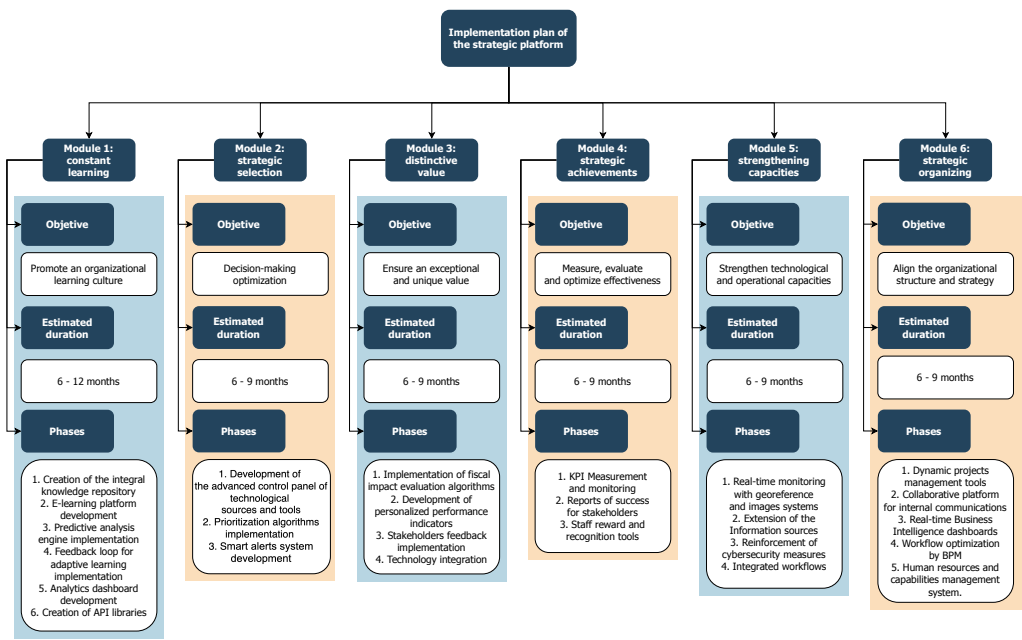 Implementation plan of
the strategic platform
Module 1:
constant
learning
Objetive
Promote an organizational
learning culture
Estimated
duration
6 - 12 months
Phases
1. Creation of the integral
knowledge repository
2. E-learning platform
development
3. Predictive analysis
engine implementation
4. Feedback loop for
adaptive learning
implementation
5. Analytics dashboard
development
6. Creation of API libraries
Module 2:
strategic
selection
Objetive
Decision-making
optimization
Estimated
duration
6 - 9 months
Phases
1. Development of
the advanced control panel of
technological
sources and tools
2. Prioritization algorithms
implementation
3. Smart alerts system
development
Module 3:
distinctive
value
Objetive
Ensure an exceptional
and unique value
Estimated
duration
6 - 9 months
Phases
1. Implementation of fiscal
impact evaluation algorithms
2. Development of
personalized performance
indicators
3. Stakeholders feedback
implementation
4. Technology integration
Module 4:
strategic
achievements
Objetive
Measure, evaluate
and optimize effectiveness
Estimated
duration
6 - 9 months
Phases
1. KPI Measurement
and monitoring
2. Reports of success
for stakeholders
3. Staff reward and
recognition tools
Module 5:
strengthening
capacities
Objetive
Strengthen technological
and operational capacities
Estimated
duration
6 - 9 months
Phases
1. Real-time monitoring
with georeference
and images systems
2. Extension of the
Information sources
3. Reinforcement of
cybersecurity measures
4. Integrated workflows
Module 6:
strategic
organizing
Objetive
Align the organizational
structure and strategy
Estimated
duration
6 - 9 months
Phases
1. Dynamic projects
management tools
2. Collaborative platform
for internal communications
3. Real-time Business
Intelligence dashboards
4. Workflow optimization
by BPM
5. Human resources and
capabilities management
system.